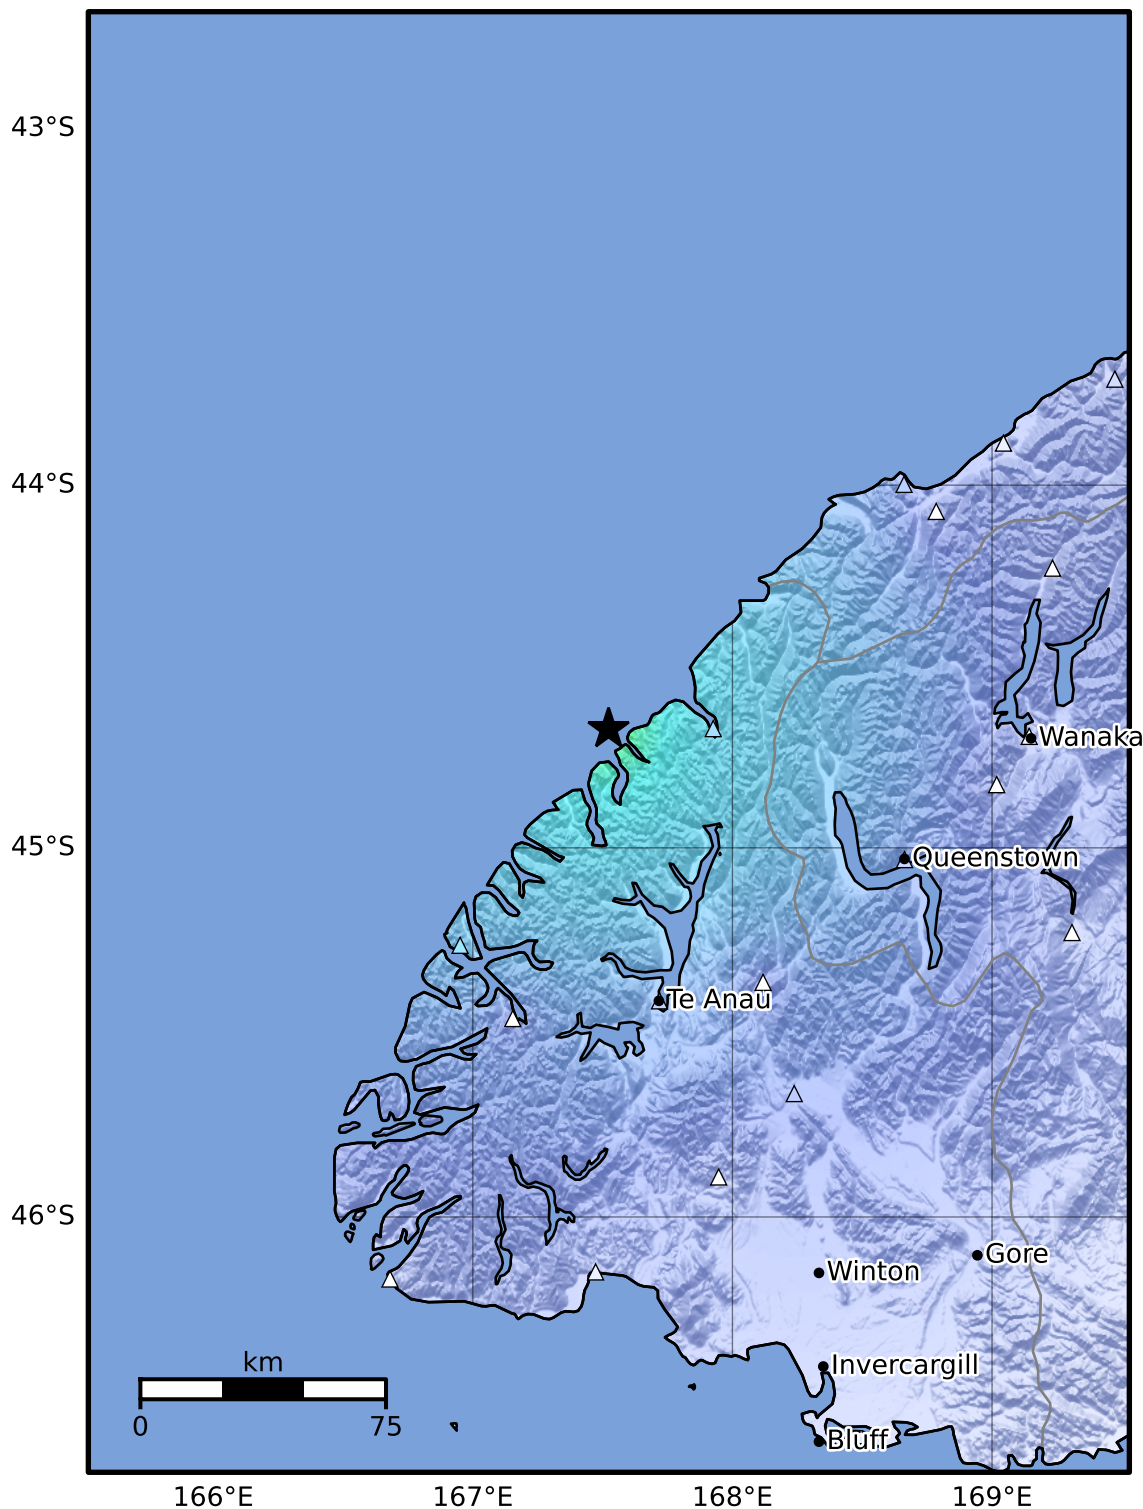 43°S
44°S
Wanaka
45°S
Queenstown
Te Anau
46°S
Gore
Winton
km
Invercargill
0
75
Bluff
166°E
167°E
168°E
169°E